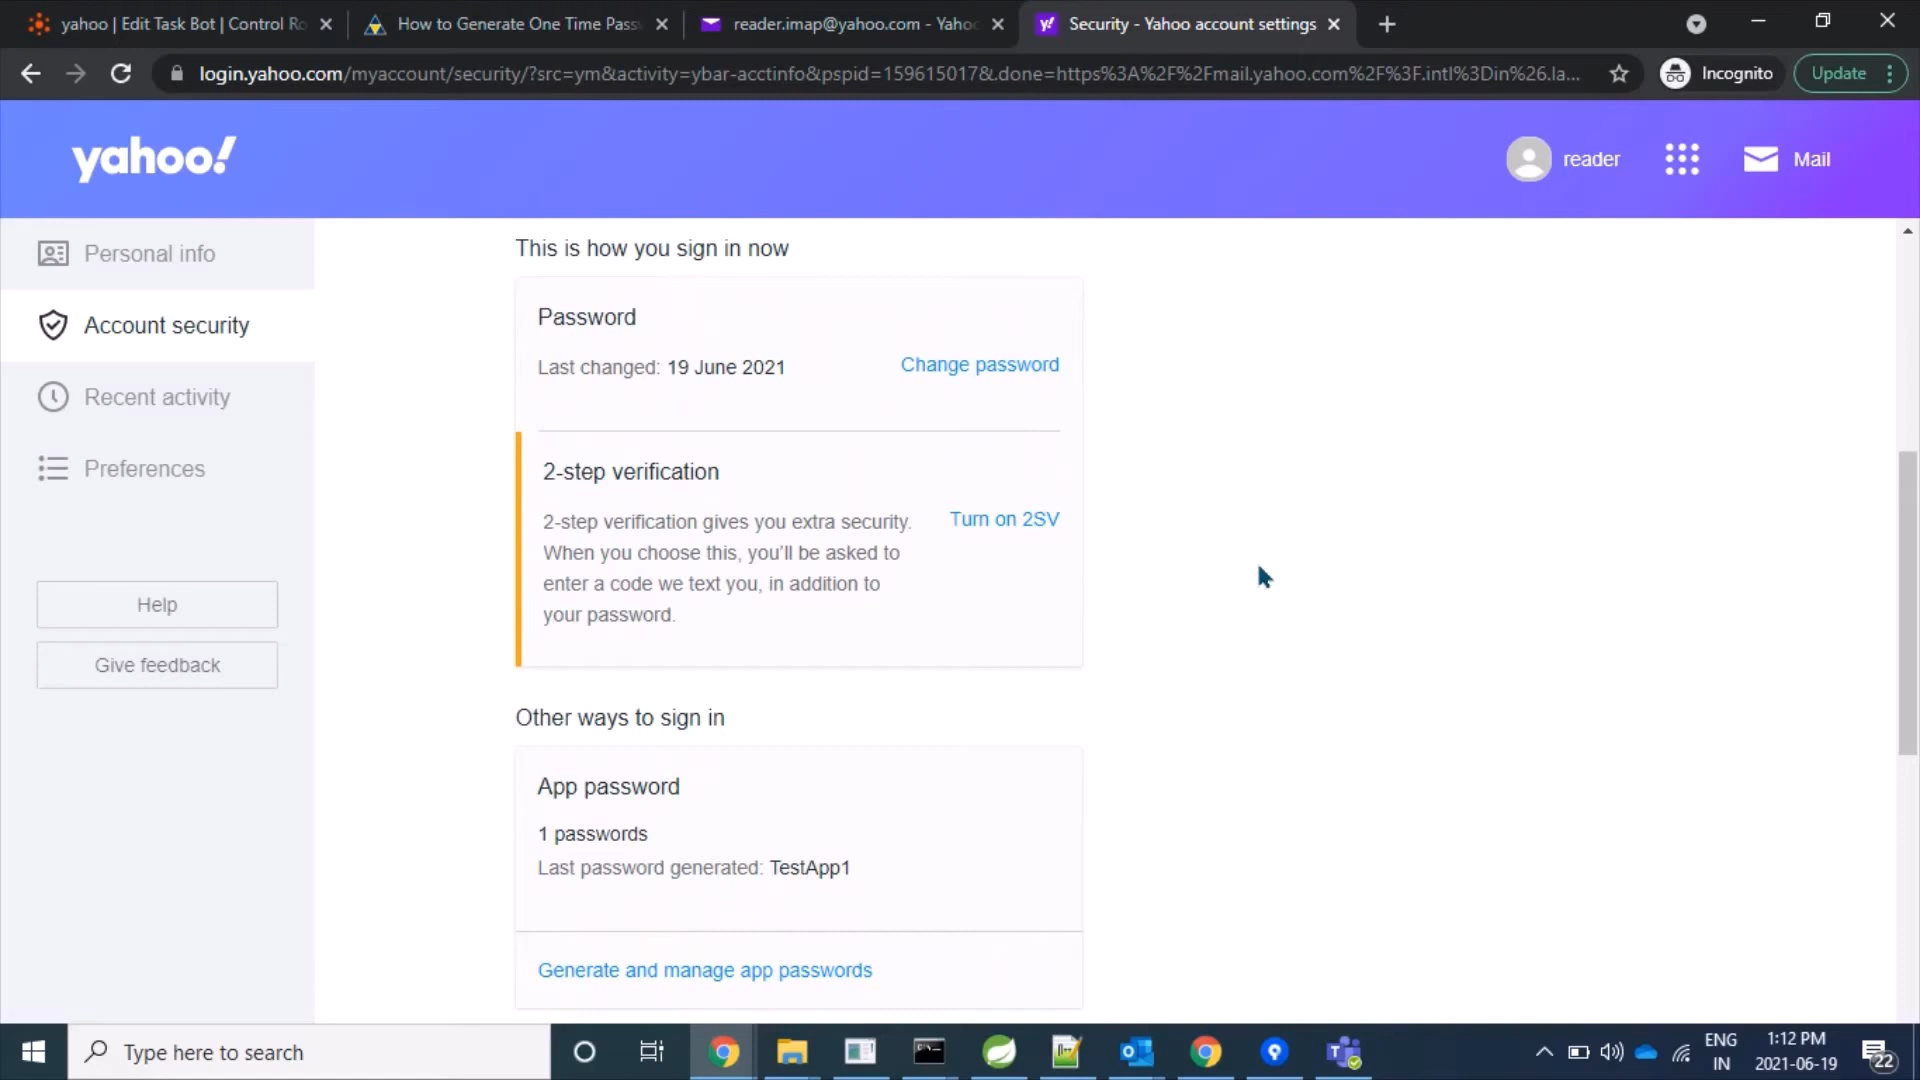 yahoo | Edit Task Bot | Control Ro
How to Generate One Time Pass
reader.imap@yahoo.com - Yahoo
Security - Yahoo account settings
login.yahoo.com/myaccount/security/?src=ym&activity=ybar-acctinfo&pspid=159615017&.done=https%3A%2F%2Fmail.yahoo.com%2F%3F.intl%3Din%26.la...
Incognito
Update
yahoo!
reader
Mail
Personal info
Account security
Recent activity
Preferences
Help
Give feedback
This is how you sign in now
Password
Last changed: 19 June 2021
Change password
2-step verification
2-step verification gives you extra security.
When you choose this, you'll be asked to
enter a code we text you, in addition to
your password.
Turn on 2SV
Other ways to sign in
App password
1 passwords
Last password generated: TestApp1
Generate and manage app passwords
Type here to search
ENG
IN
1:12 PM
2021-06-19
22